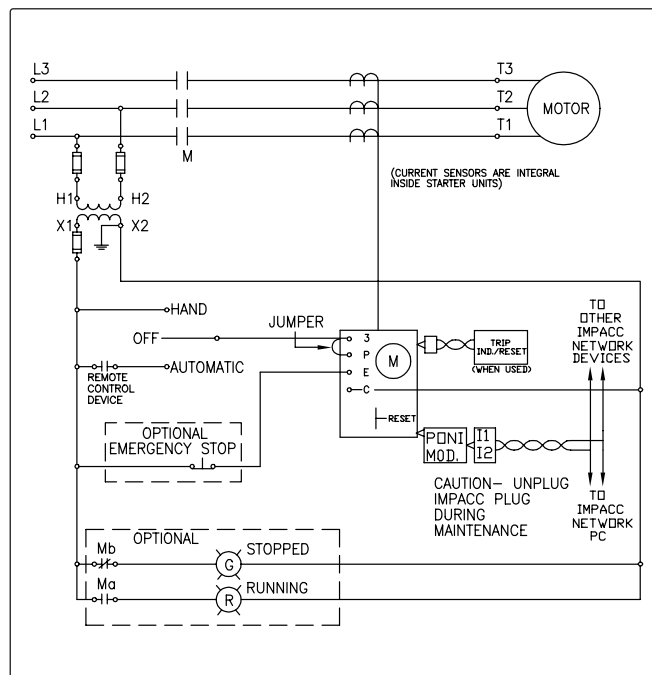 L3
T3
L2
T2
MOTOR
L1
T1
M
(CURRENT SENSORS ARE INTEGRAL
INSIDE STARTER UNITS)
H1
H2
X1
X2
HAND
JUMPER
OFF
3
P
E
C
M
RESET
TRIP
IND./RESET
(WHEN USED)
TO
OTHER
IMPACC
NETWORK
DEVICES
AUTOMATIC
REMOTE
CONTROL
DEVICE
OPTIONAL
EMERGENCY STOP
PONI
MOD.
I1
I2
CAUTION- UNPLUG
IMPACC PLUG
DURING
MAINTENANCE
TO
IMPACC
NETWORK
PC
OPTIONAL
Mb
G
STOPPED
Ma
R
RUNNING